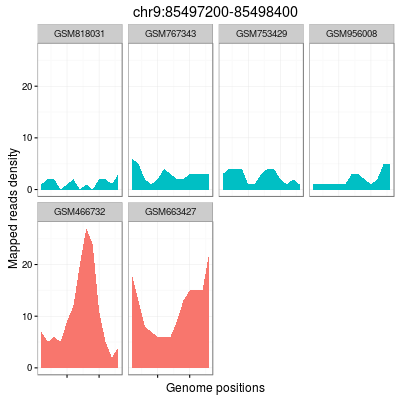 chr9:85497200-85498400
GSM818031 GSM767343 GSM753429 GSM956008
20
10
0
Mapped reads density
GSM466732 GSM663427
20
10
0
Genome positions